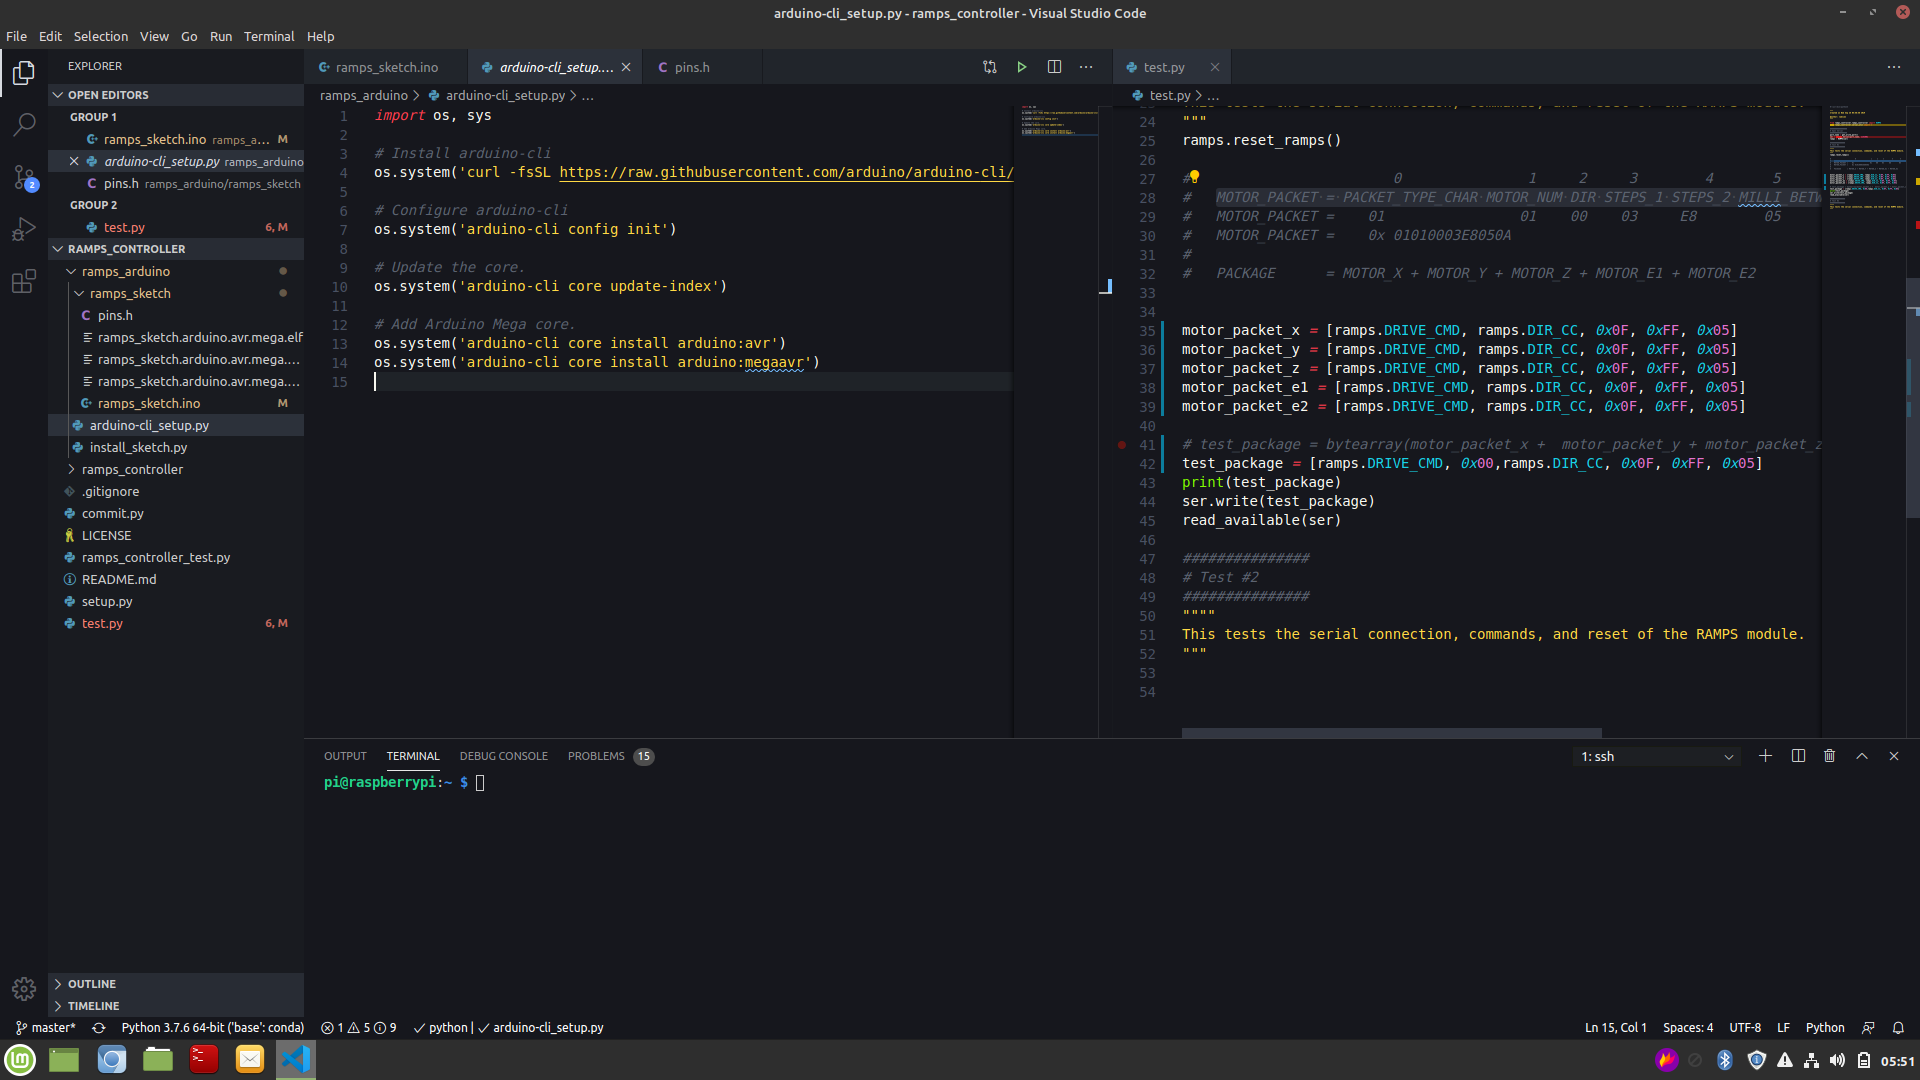 arduino-cli_setup.py - ramps_controller - Visual Studio Code
File Edit Selection View Go Run Terminal Help
EXPLORER
OPEN EDITORS
GROUP 1
ramps_sketch.ino ramps_a... M
arduino-cli_setup.py ramps_arduino
pins.h ramps_arduino/ramps_sketch
GROUP 2
test.py 6, M
RAMPS_CONTROLLER
ramps_arduino
ramps_sketch
pins.h
ramps_sketch.arduino.avr.mega.elf
ramps_sketch.arduino.avr.mega....
ramps_sketch.arduino.avr.mega....
ramps_sketch.ino M
arduino-cli_setup.py
install_sketch.py
ramps_controller
.gitignore
commit.py
LICENSE
ramps_controller_test.py
README.md
setup.py
test.py 6, M
OUTLINE
TIMELINE
ramps_sketch.ino arduino-cli_setup.... pins.h
ramps_arduino > arduino-cli_setup.py > ...
1 import os, sys
2
3 # Install arduino-cli
4 os.system('curl -fsSL https://raw.githubusercontent.com/arduino/arduino-cli/
5
6 # Configure arduino-cli
7 os.system('arduino-cli config init')
8
9 # Update the core.
10 os.system('arduino-cli core update-index')
11
12 # Add Arduino Mega core.
13 os.system('arduino-cli core install arduino:avr')
14 os.system('arduino-cli core install arduino:megaavr')
15
test.py
test.py > ...
24 """
25 ramps.reset_ramps()
26
27 # 0 1 2 3 4 5
28 # MOTOR_PACKET = PACKET_TYPE_CHAR MOTOR_NUM DIR STEPS_1 STEPS_2 MILLI_BETW
29 # MOTOR_PACKET = 01 01 00 03 E8 05
30 # MOTOR_PACKET = 0x 01010003E8050A
31 #
32 # PACKAGE = MOTOR_X + MOTOR_Y + MOTOR_Z + MOTOR_E1 + MOTOR_E2
33
34
35 motor_packet_x = [ramps.DRIVE_CMD, ramps.DIR_CC, 0x0F, 0xFF, 0x05]
36 motor_packet_y = [ramps.DRIVE_CMD, ramps.DIR_CC, 0x0F, 0xFF, 0x05]
37 motor_packet_z = [ramps.DRIVE_CMD, ramps.DIR_CC, 0x0F, 0xFF, 0x05]
38 motor_packet_e1 = [ramps.DRIVE_CMD, ramps.DIR_CC, 0x0F, 0xFF, 0x05]
39 motor_packet_e2 = [ramps.DRIVE_CMD, ramps.DIR_CC, 0x0F, 0xFF, 0x05]
40
41 # test_package = bytearray(motor_packet_x + motor_packet_y + motor_packet_z
42 test_package = [ramps.DRIVE_CMD, 0x00,ramps.DIR_CC, 0x0F, 0xFF, 0x05]
43 print(test_package)
44 ser.write(test_package)
45 read_available(ser)
46
47 ###############
48 # Test #2
49 ###############
50 """"
51 This tests the serial connection, commands, and reset of the RAMPS module.
52 """
53
54
OUTPUT TERMINAL DEBUG CONSOLE PROBLEMS 15
1: ssh
pi@raspberrypi:~ $
master* Python 3.7.6 64-bit ('base': conda) 1 5 9 python | arduino-cli_setup.py
Ln 15, Col 1 Spaces: 4 UTF-8 LF Python
05:51